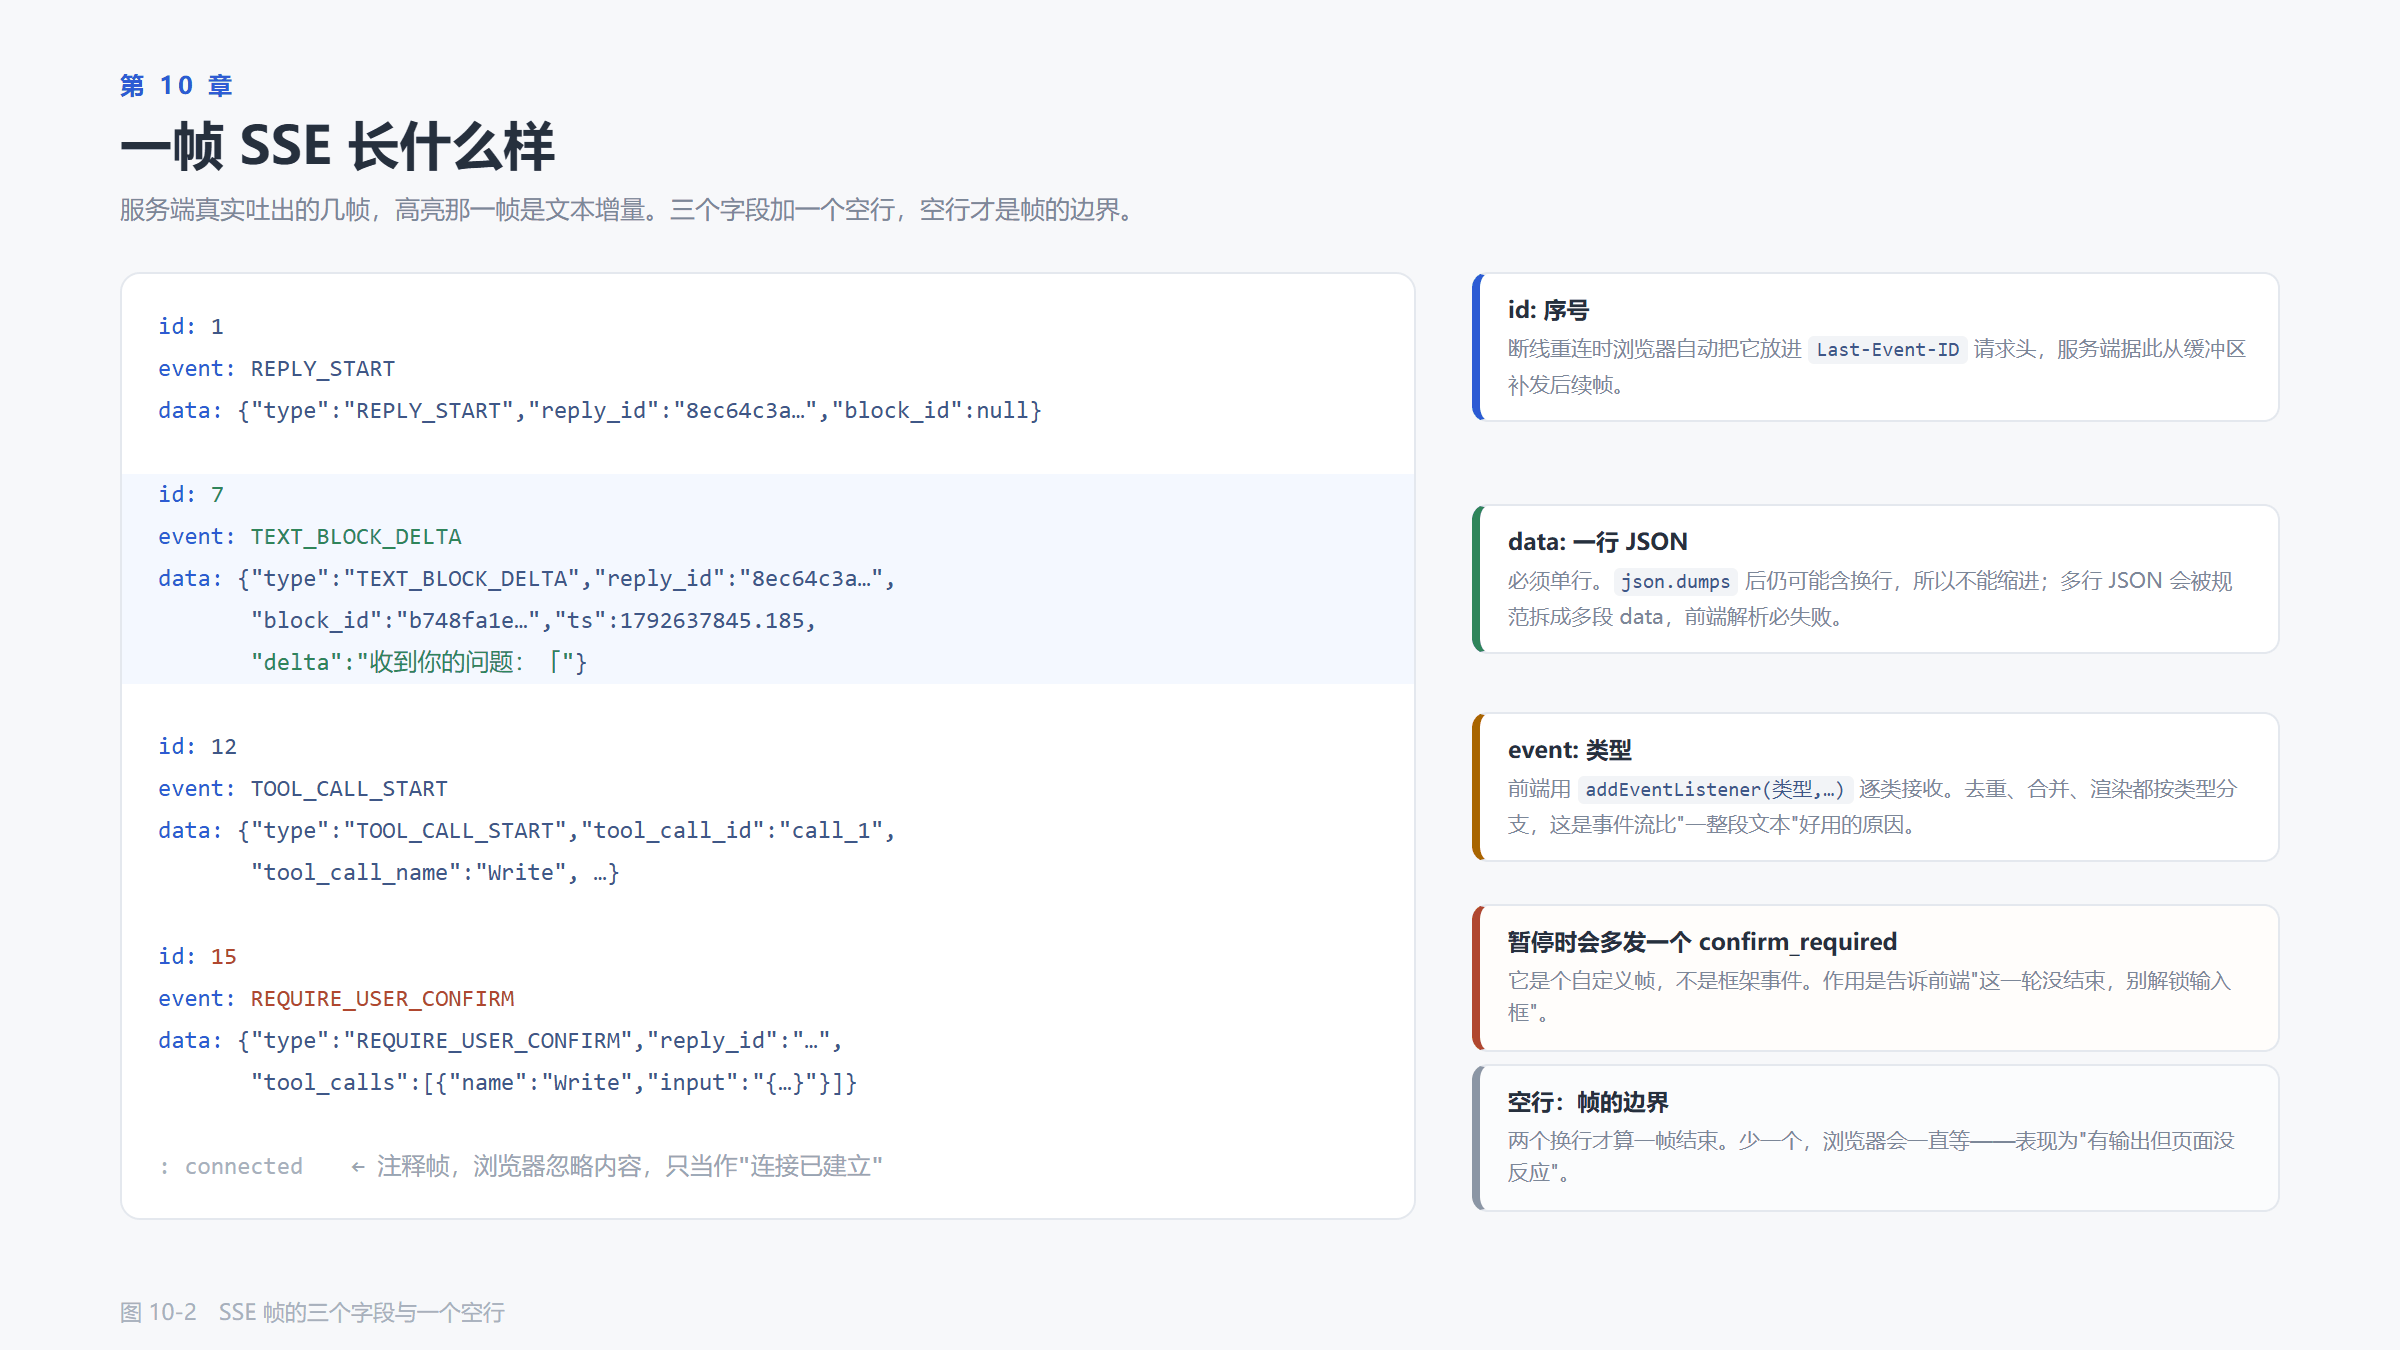 第 10 章
一帧 SSE 长什么样
服务端真实吐出的几帧，高亮那一帧是文本增量。三个字段加一个空行，空行才是帧的边界。
id: 1
event: REPLY_START
data: {"type":"REPLY_START","reply_id":"8ec64c3a…","block_id":null}
id: 7
event: TEXT_BLOCK_DELTA
data: {"type":"TEXT_BLOCK_DELTA","reply_id":"8ec64c3a…",
"block_id":"b748fa1e…","ts":1792637845.185,
"delta":"收到你的问题：「"}
id: 12
event: TOOL_CALL_START
data: {"type":"TOOL_CALL_START","tool_call_id":"call_1",
"tool_call_name":"Write", …}
id: 15
event: REQUIRE_USER_CONFIRM
data: {"type":"REQUIRE_USER_CONFIRM","reply_id":"…",
"tool_calls":[{"name":"Write","input":"{…}"}]}
: connected ← 注释帧，浏览器忽略内容，只当作"连接已建立"
id: 序号
断线重连时浏览器自动把它放进 Last-Event-ID 请求头，服务端据此从缓冲区
补发后续帧。
data: 一行 JSON
必须单行。json.dumps 后仍可能含换行，所以不能缩进；多行 JSON 会被规
范拆成多段 data，前端解析必失败。
event: 类型
前端用 addEventListener(类型,…) 逐类接收。去重、合并、渲染都按类型分
支，这是事件流比"一整段文本"好用的原因。
暂停时会多发一个 confirm_required
它是个自定义帧，不是框架事件。作用是告诉前端"这一轮没结束，别解锁输入
框"。
空行：帧的边界
两个换行才算一帧结束。少一个，浏览器会一直等——表现为"有输出但页面没
反应"。
图 10-2 SSE 帧的三个字段与一个空行